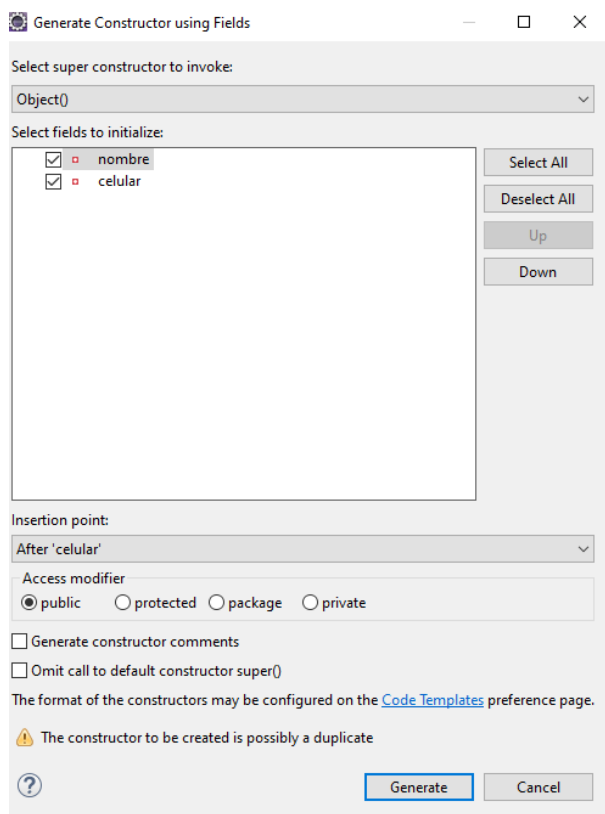 Generate Constructor using Fields
Select super constructor to invoke:
Object()
Select fields to initialize:
nombre
celular
Select All
Deselect All
Up
Down
Insertion point:
After 'celular'
Access modifier
public protected package private
Generate constructor comments
Omit call to default constructor super()
The format of the constructors may be configured on the Code Templates preference page.
The constructor to be created is possibly a duplicate
? Generate Cancel